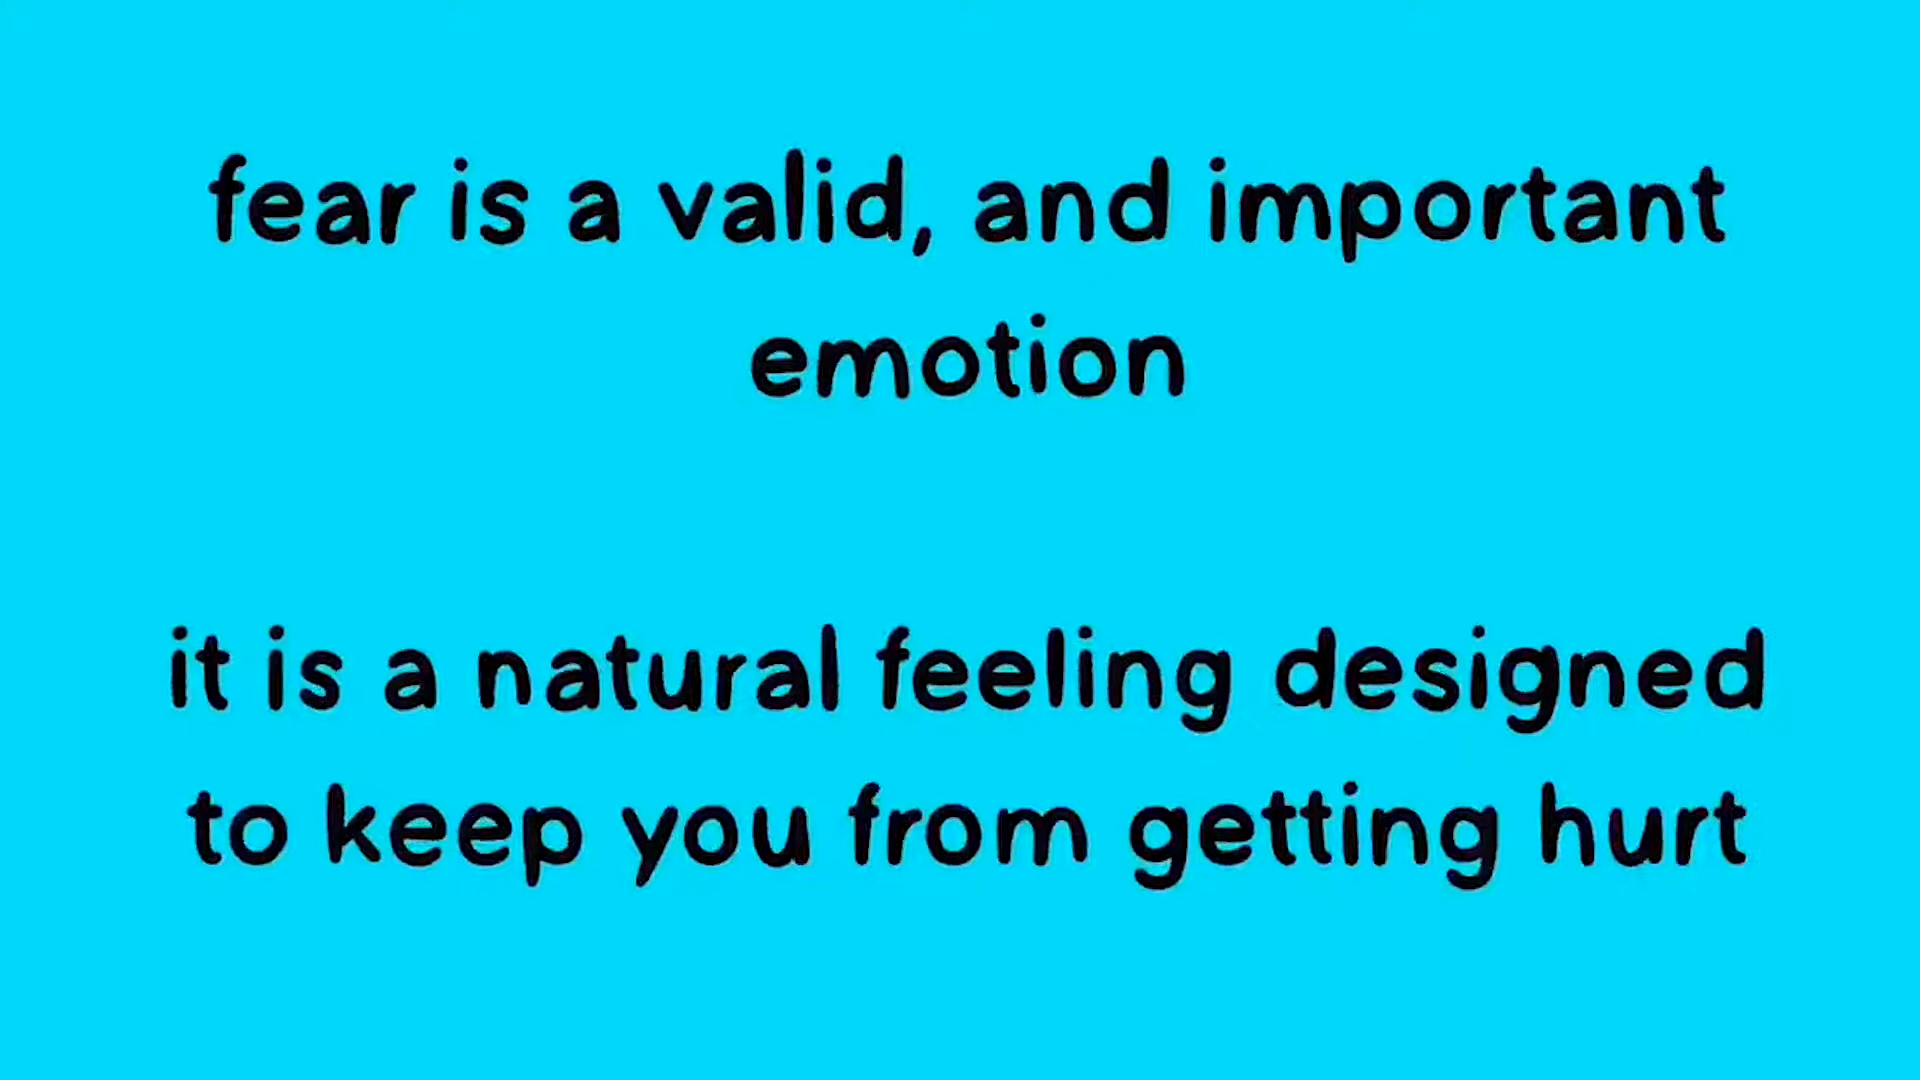 fear is a valid, and important
emotion
it is a natural feeling designed
to keep you from getting hurt